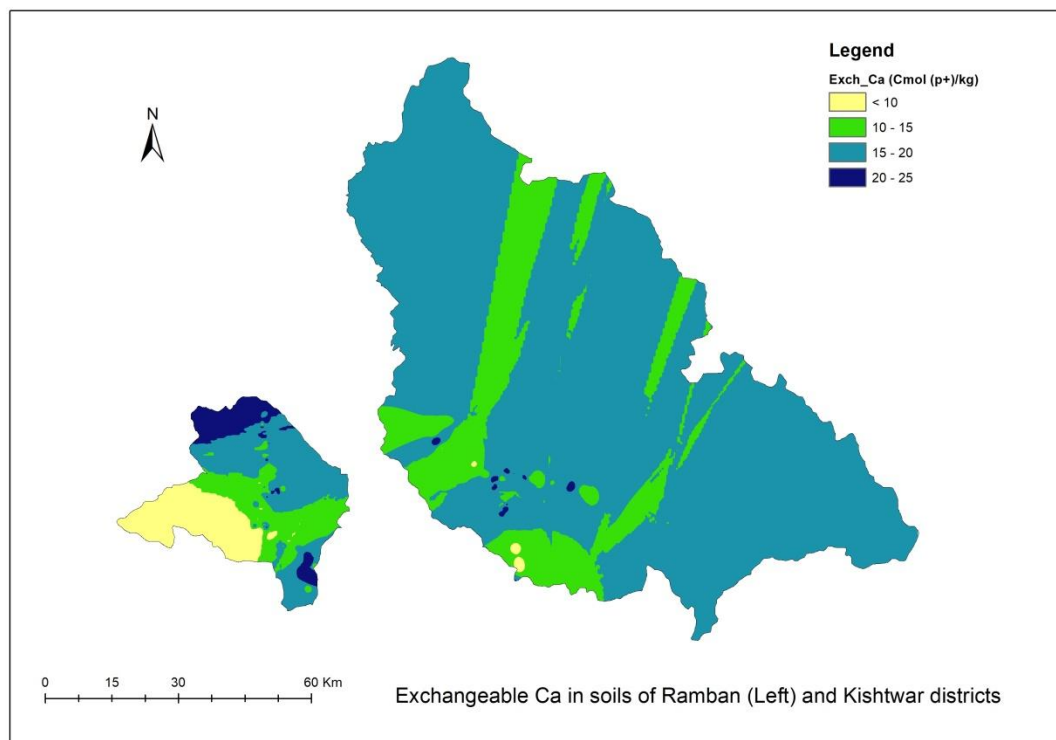 Legend
Exch_Ca (Cmol (p+)/kg)
< 10
10 - 15
15 - 20
20 - 25
N
0 15 30 60 Km
Exchangeable Ca in soils of Ramban (Left) and Kishtwar districts